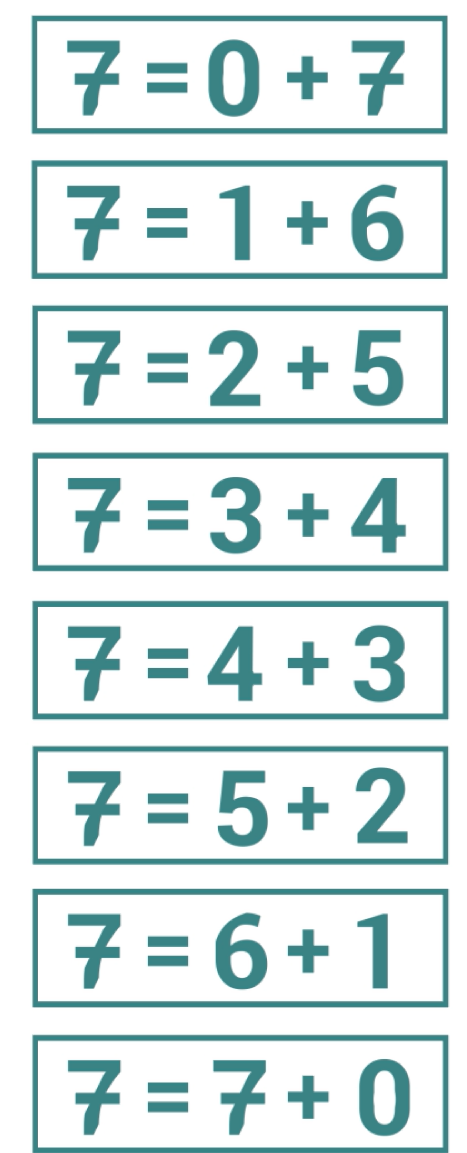 7 = 0 + 7
7 = 1 + 6
7 = 2 + 5
7 = 3 + 4
7 = 4 + 3
7 = 5 + 2
7 = 6 + 1
7 = 7 + 0